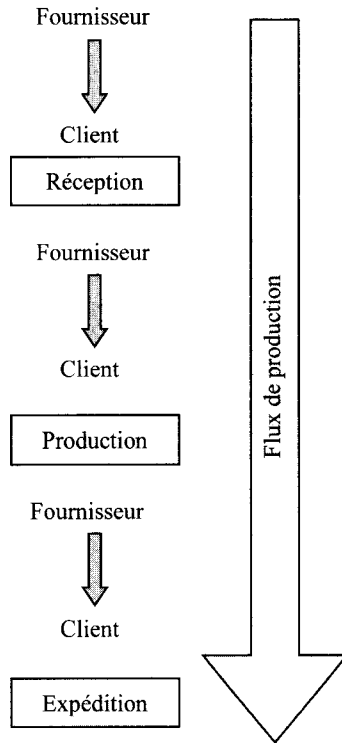 Fournisseur
Client
Réception
Fournisseur
Client
Production
Fournisseur
Client
Expédition
Flux de production